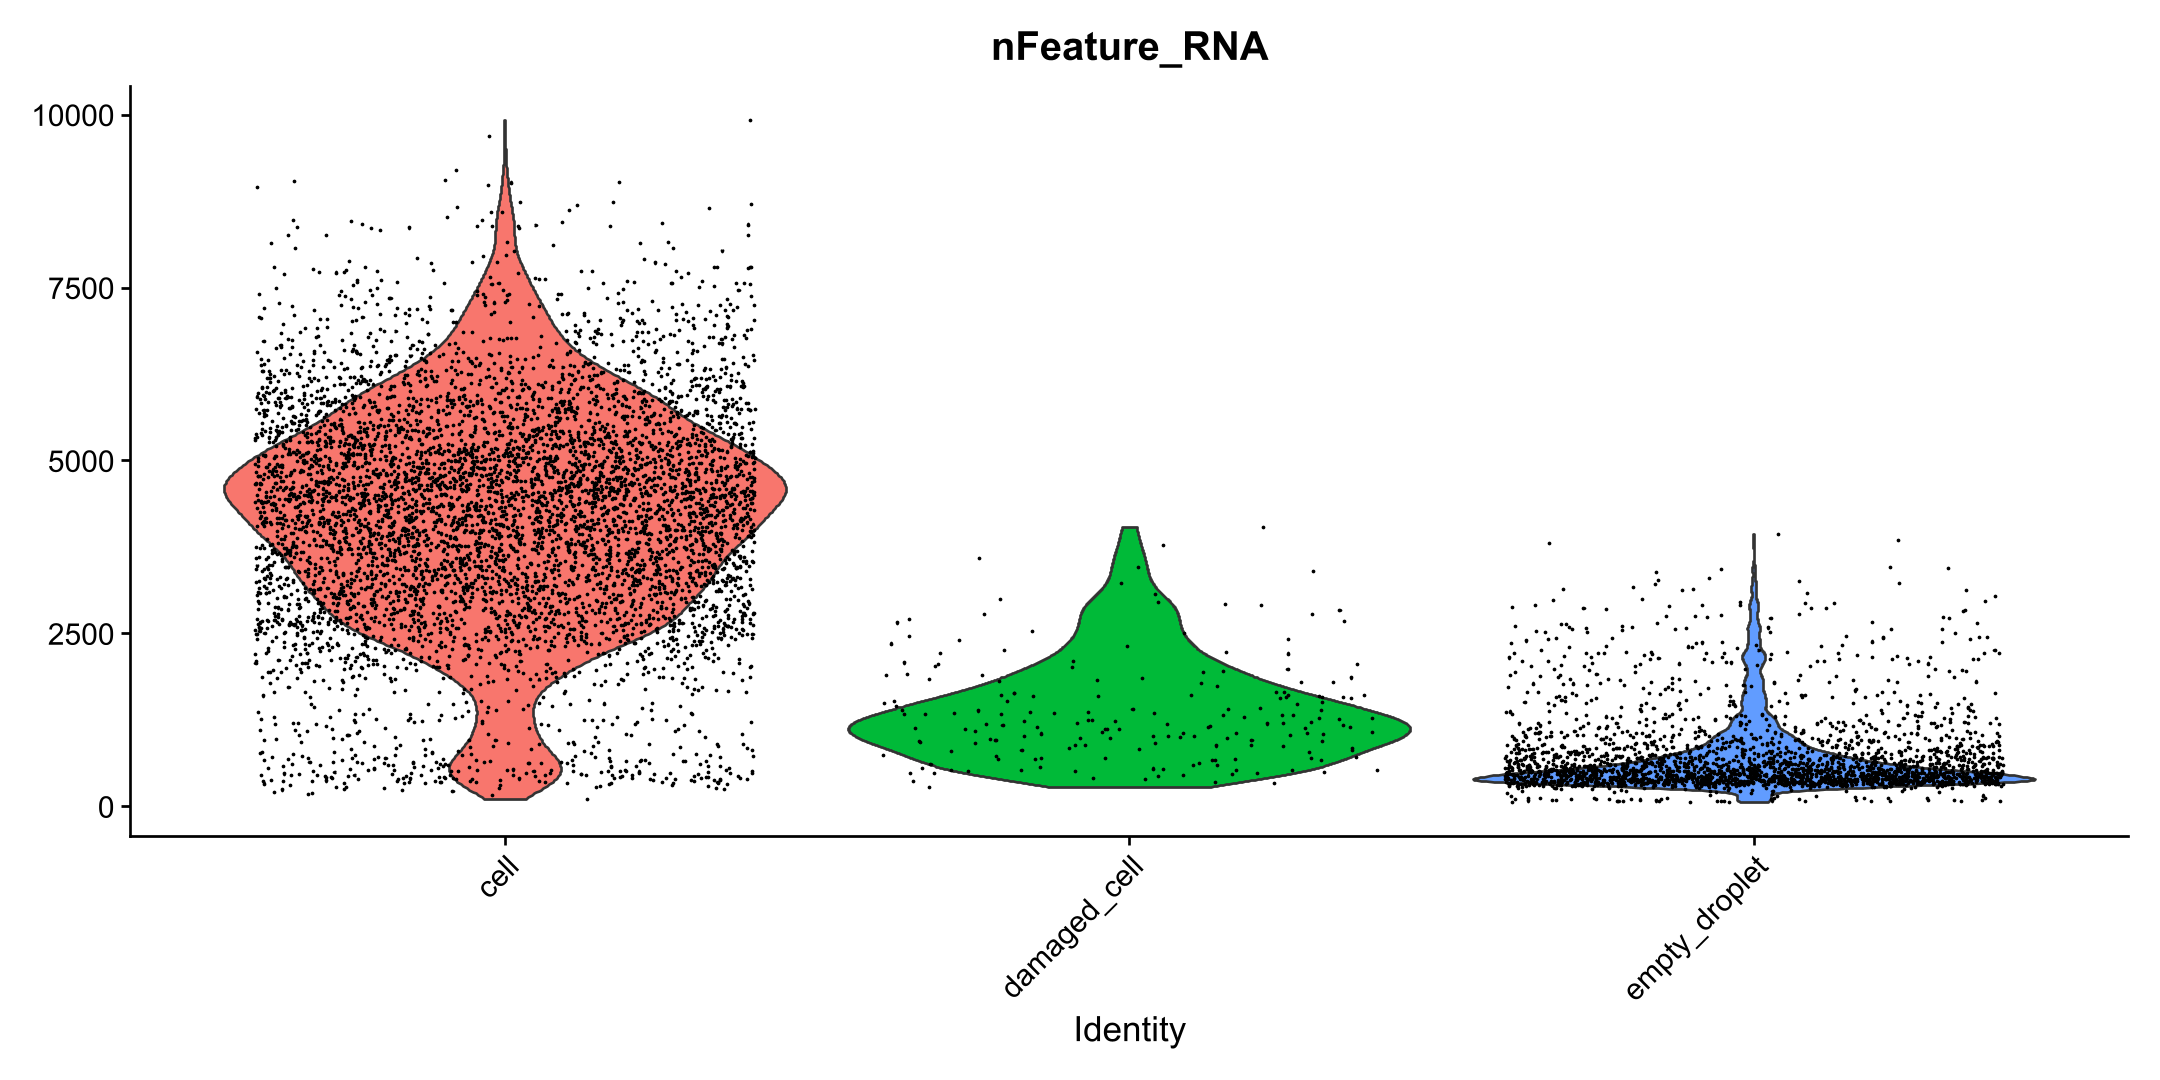 nFeature_RNA
10000
7500
5000
2500
0
cell
damaged_cell
empty_droplet
Identity